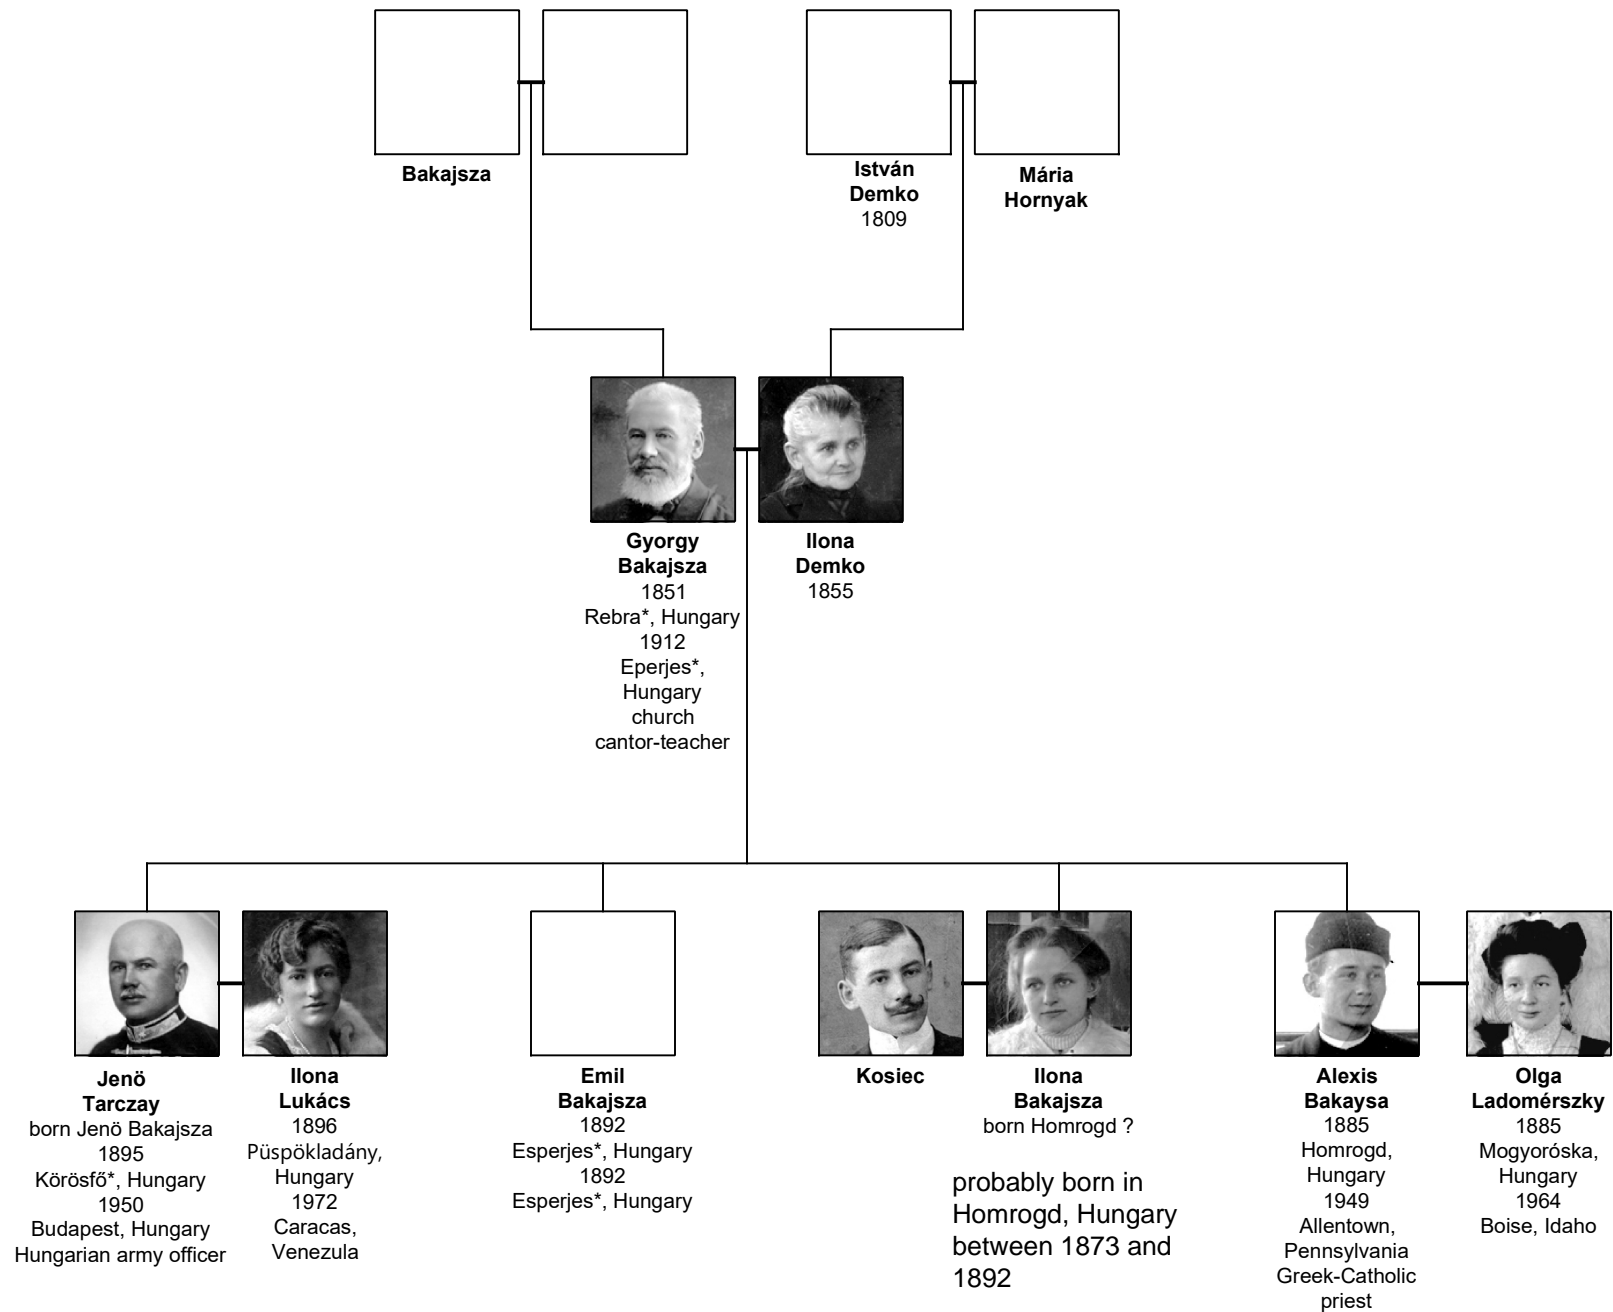 Bakajsza
István
Demko
1809
Mária
Hornyak
Gyorgy
Bakajsza
1851
Rebra*, Hungary
1912
Eperjes*,
Hungary
church
cantor-teacher
Ilona
Demko
1855
Jenö
Tarczay
born Jenö Bakajsza
1895
Körösfő*, Hungary
1950
Budapest, Hungary
Hungarian army officer
Ilona
Lukács
1896
Püspökladány,
Hungary
1972
Caracas,
Venezula
Emil
Bakajsza
1892
Esperjes*, Hungary
1892
Esperjes*, Hungary
Kosiec
Ilona
Bakajsza
born Homrogd ?
probably born in
Homrogd, Hungary
between 1873 and
1892
Alexis
Bakaysa
1885
Homrogd,
Hungary
1949
Allentown,
Pennsylvania
Greek-Catholic
priest
Olga
Ladomérszky
1885
Mogyoróska,
Hungary
1964
Boise, Idaho